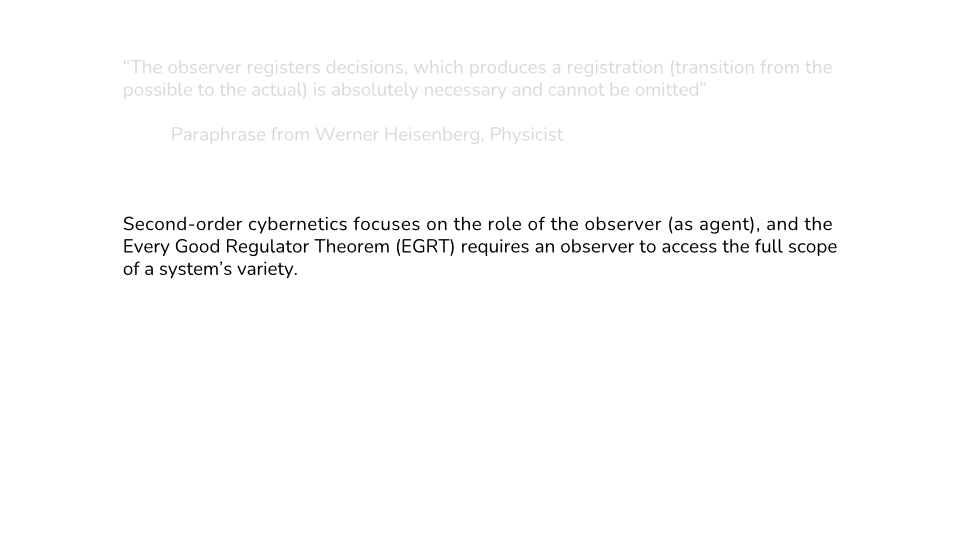 “The observer registers decisions, which produces a registration (transition from the
possible to the actual) is absolutely necessary and cannot be omitted”
Paraphrase from Werner Heisenberg, Physicist
Second-order cybernetics focuses on the role of the observer (as agent), and the
Every Good Regulator Theorem (EGRT) requires an observer to access the full scope
of a system’s variety.